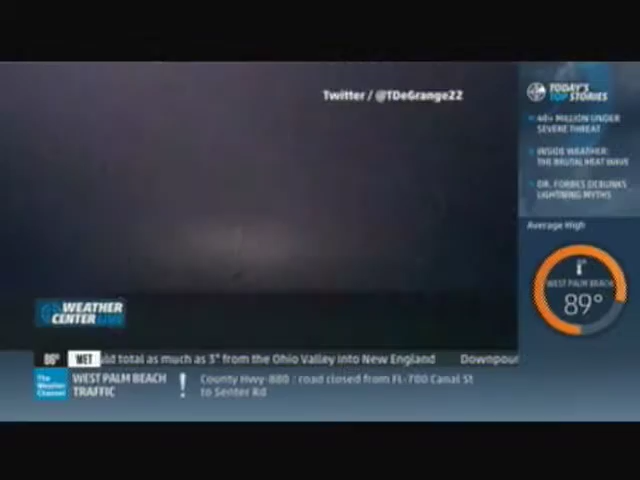 Twitter / @TDeGrange22
TODAY'S
TOP STORIES
40+ MILLION UNDER
SEVERE THREAT
INSIDE WEATHER:
THE BRUTAL HEAT WAVE
DR. FORBES DEBUNKS
LIGHTNING MYTHS
Average High
WEST PALM BEACH
89°
WEATHER
CENTER LIVE
86° WET ld total as much as 3" from the Ohio Valley into New England Downpour
The
Weather
Channel
WEST PALM BEACH
TRAFFIC
! County Hwy-880 : road closed from FL-700 Canal St
to Senter Rd